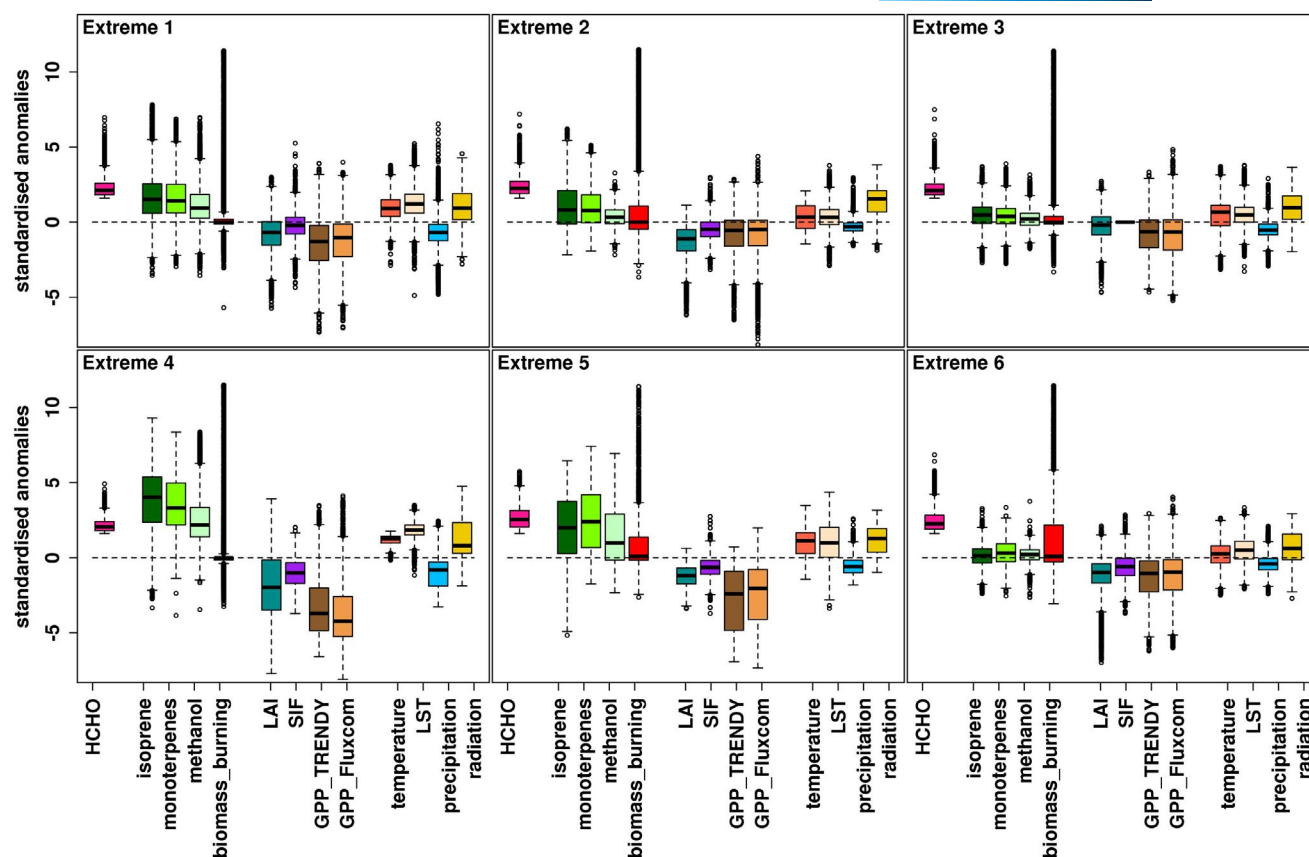 Extreme 1
Extreme 2
Extreme 3
standardised anomalies
10
5
0
-5
Extreme 4
Extreme 5
Extreme 6
standardised anomalies
10
5
0
-5
HCHO
isoprene
monoterpenes
methanol
biomass_burning
LAI
SIF
GPP_TRENDY
GPP_Fluxcom
temperature
LST
precipitation
radiation
HCHO
isoprene
monoterpenes
methanol
biomass_burning
LAI
SIF
GPP_TRENDY
GPP_Fluxcom
temperature
LST
precipitation
radiation
HCHO
isoprene
monoterpenes
methanol
biomass_burning
LAI
SIF
GPP_TRENDY
GPP_Fluxcom
temperature
LST
precipitation
radiation